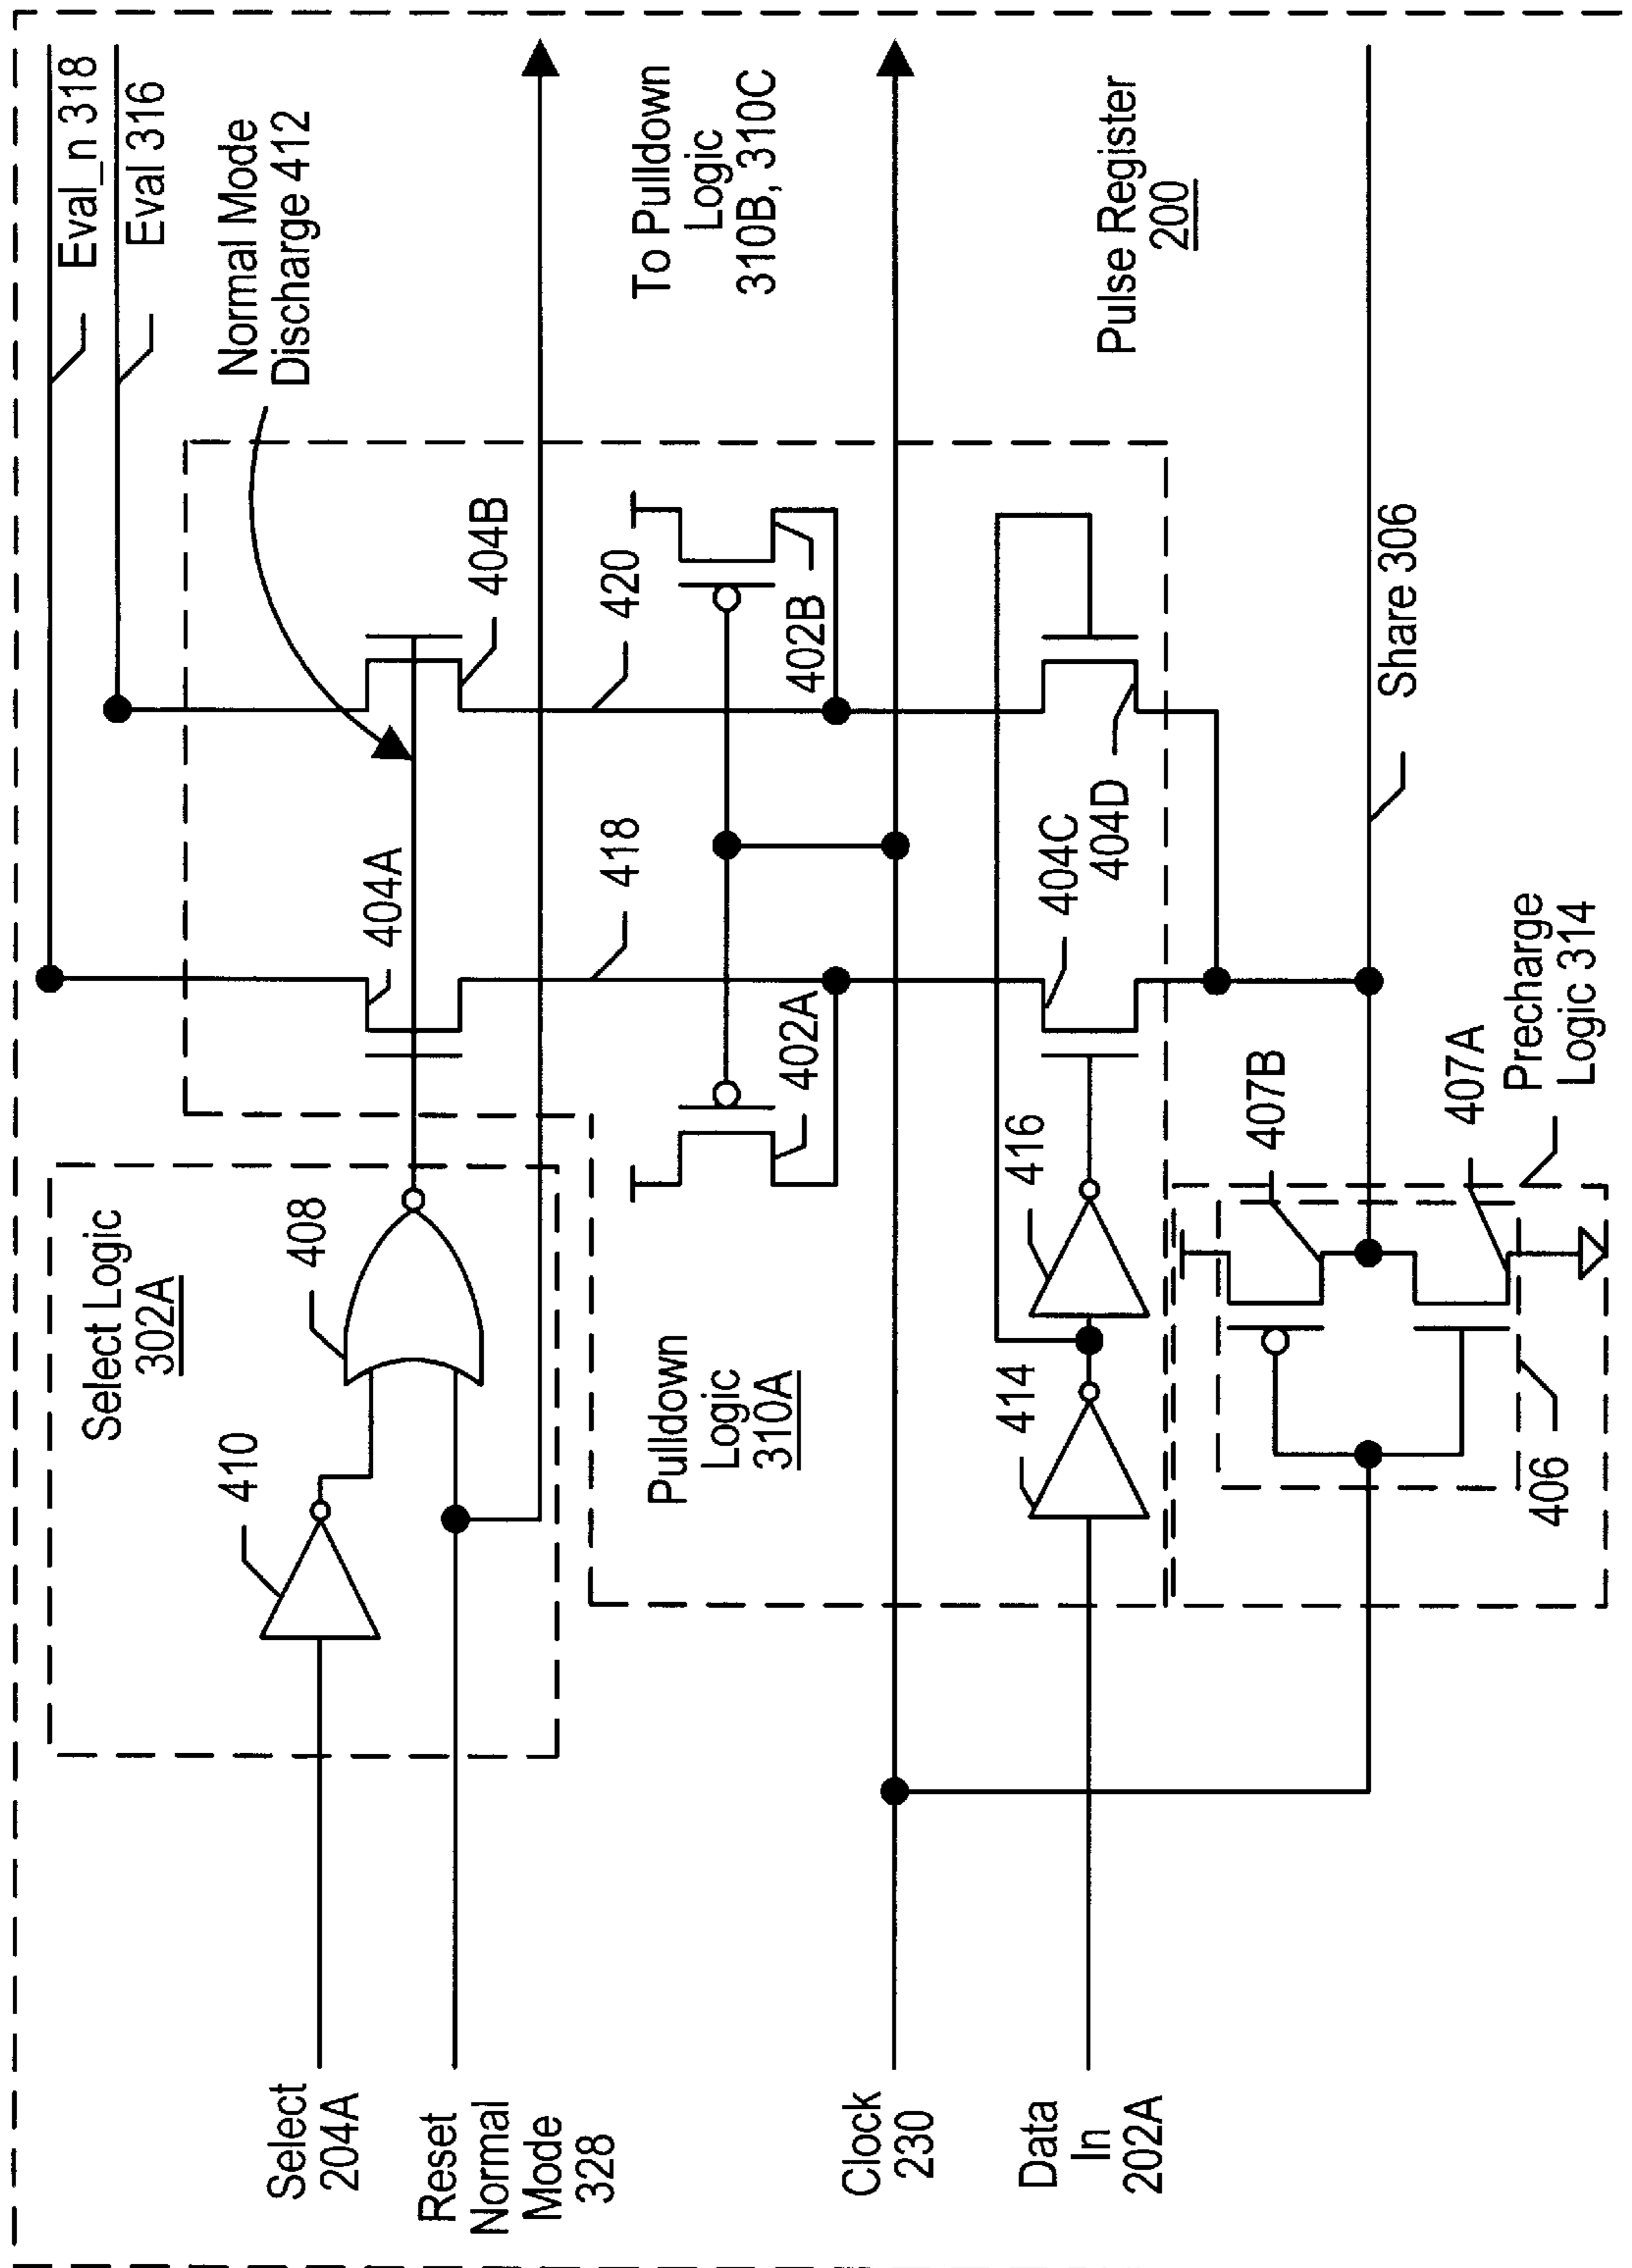 Eval_n 318
Eval 316
Normal Mode
Discharge 412
To Pulldown
Logic
310B, 310C
Pulse Register
200
404B
420
402B
404D
Share 306
404A
418
402A
404C
Select Logic
302A
408
410
Pulldown
Logic
310A
416
414
407B
407A
Precharge
Logic 314
406
Select
204A
Reset
Normal
Mode
328
Clock
230
Data
In
202A